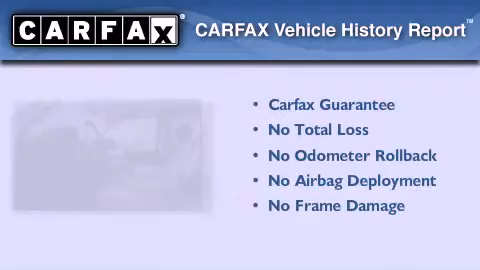 CARFAX® CARFAX Vehicle History Report™
• Carfax Guarantee
• No Total Loss
• No Odometer Rollback
• No Airbag Deployment
• No Frame Damage